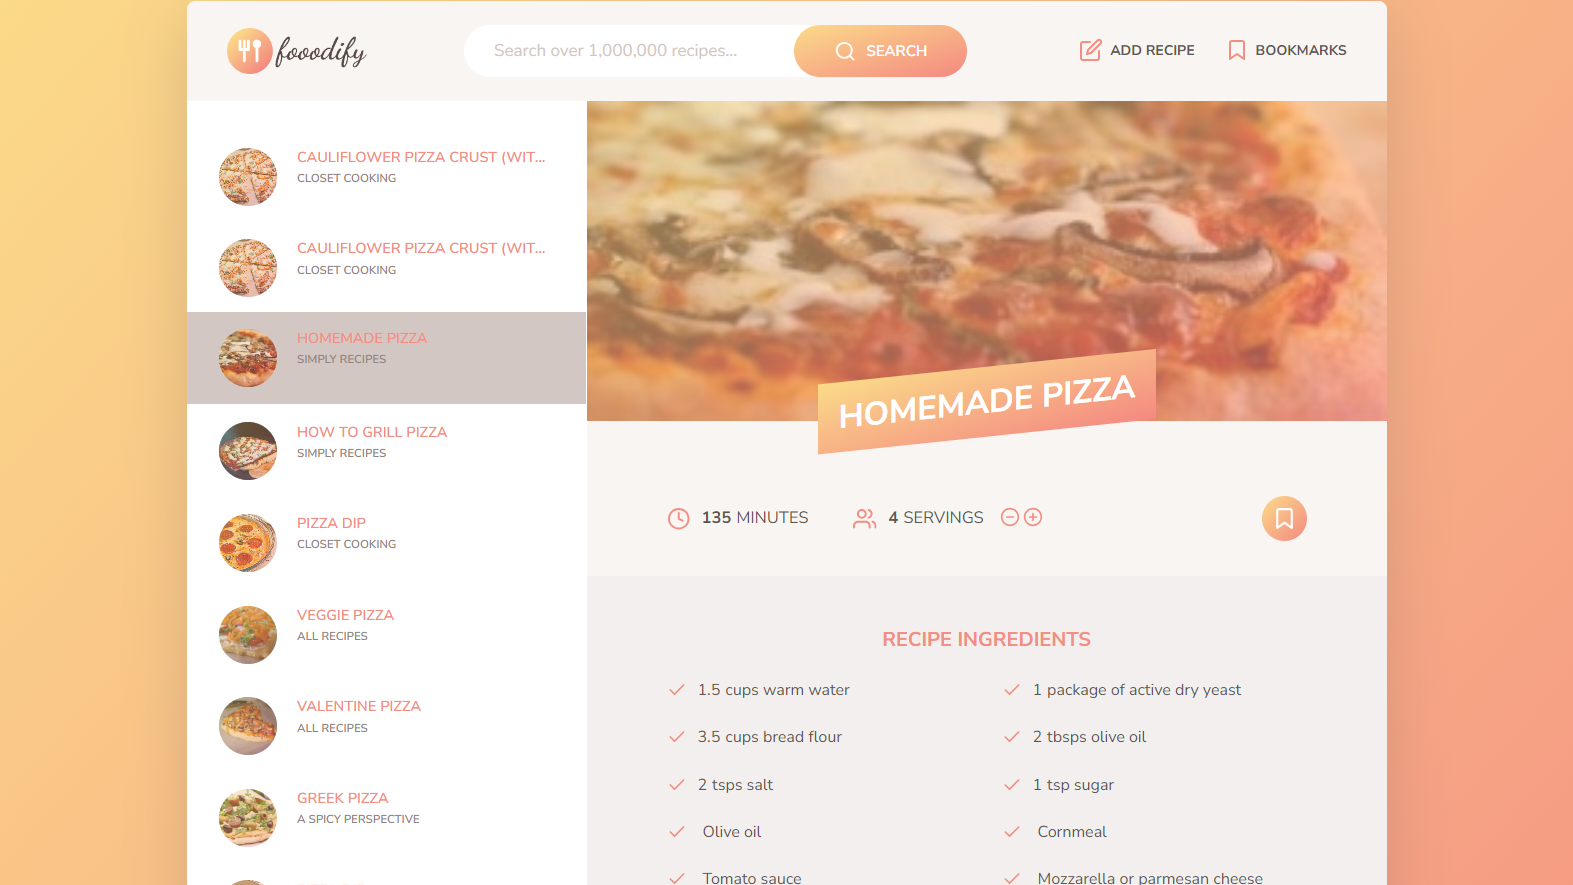 fooodify
Search over 1,000,000 recipes...
SEARCH
ADD RECIPE
BOOKMARKS
CAULIFLOWER PIZZA CRUST (WIT...
CLOSET COOKING
CAULIFLOWER PIZZA CRUST (WIT...
CLOSET COOKING
HOMEMADE PIZZA
SIMPLY RECIPES
HOW TO GRILL PIZZA
SIMPLY RECIPES
PIZZA DIP
CLOSET COOKING
VEGGIE PIZZA
ALL RECIPES
VALENTINE PIZZA
ALL RECIPES
GREEK PIZZA
A SPICY PERSPECTIVE
HOMEMADE PIZZA
135 MINUTES
4 SERVINGS
RECIPE INGREDIENTS
1.5 cups warm water
1 package of active dry yeast
3.5 cups bread flour
2 tbsps olive oil
2 tsps salt
1 tsp sugar
Olive oil
Cornmeal
Tomato sauce
Mozzarella or parmesan cheese